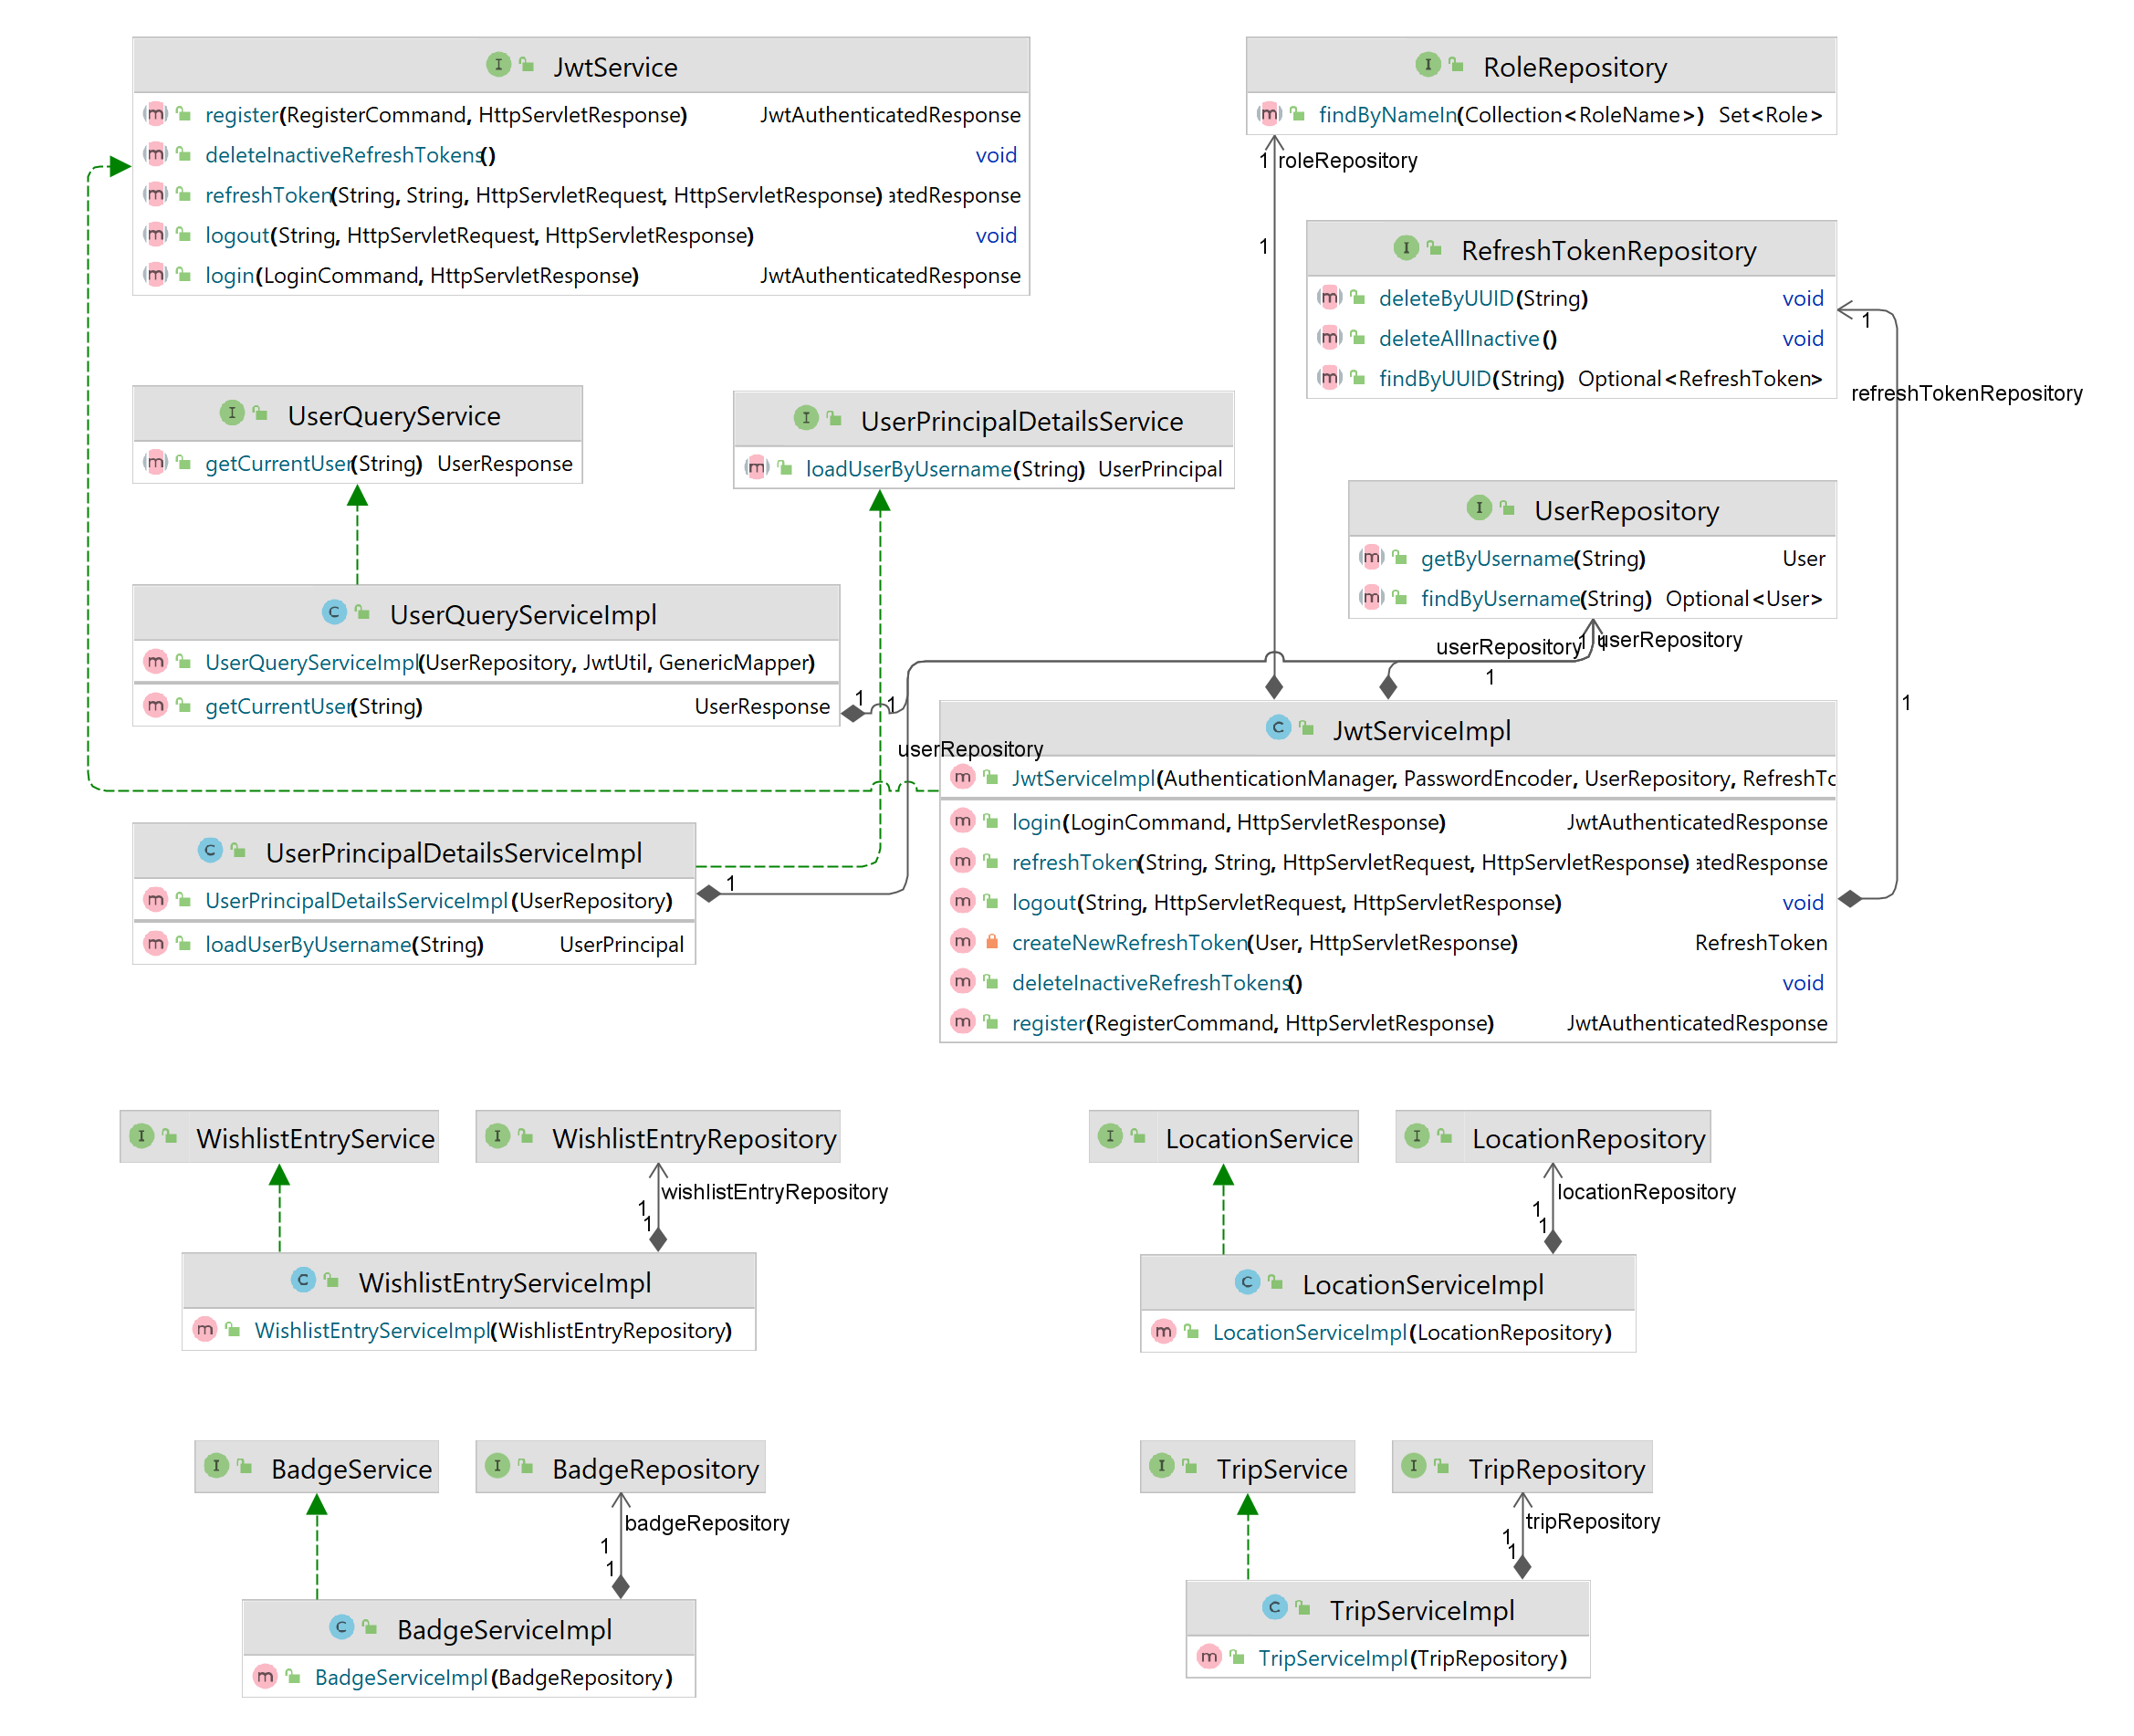 JwtService
register(RegisterCommand, HttpServletResponse) JwtAuthenticatedResponse
deleteInactiveRefreshTokens() void
refreshToken(String, String, HttpServletRequest, HttpServletResponse) atedResponse
logout(String, HttpServletRequest, HttpServletResponse) void
login(LoginCommand, HttpServletResponse) JwtAuthenticatedResponse
RoleRepository
findByNameIn(Collection<RoleName>) Set<Role>
1 roleRepository
1
RefreshTokenRepository
deleteByUUID(String) void
deleteAllInactive() void
findByUUID(String) Optional<RefreshToken>
1
refreshTokenRepository
1
UserQueryService
getCurrentUser(String) UserResponse
UserPrincipalDetailsService
loadUserByUsername(String) UserPrincipal
UserRepository
getByUsername(String) User
findByUsername(String) Optional<User>
userRepository 1 1 userRepository
1
UserQueryServiceImpl
UserQueryServiceImpl(UserRepository, JwtUtil, GenericMapper)
getCurrentUser(String) UserResponse
1 1
userRepository
JwtServiceImpl
JwtServiceImpl(AuthenticationManager, PasswordEncoder, UserRepository, RefreshTo
login(LoginCommand, HttpServletResponse) JwtAuthenticatedResponse
refreshToken(String, String, HttpServletRequest, HttpServletResponse) atedResponse
logout(String, HttpServletRequest, HttpServletResponse) void
createNewRefreshToken(User, HttpServletResponse) RefreshToken
deleteInactiveRefreshTokens() void
register(RegisterCommand, HttpServletResponse) JwtAuthenticatedResponse
UserPrincipalDetailsServiceImpl
UserPrincipalDetailsServiceImpl(UserRepository)
loadUserByUsername(String) UserPrincipal
1
WishlistEntryService
WishlistEntryRepository
wishlistEntryRepository
1
1
WishlistEntryServiceImpl
WishlistEntryServiceImpl(WishlistEntryRepository)
LocationService
LocationRepository
locationRepository
1
1
LocationServiceImpl
LocationServiceImpl(LocationRepository)
BadgeService
BadgeRepository
badgeRepository
1
1
BadgeServiceImpl
BadgeServiceImpl(BadgeRepository)
TripService
TripRepository
tripRepository
1
1
TripServiceImpl
TripServiceImpl(TripRepository)